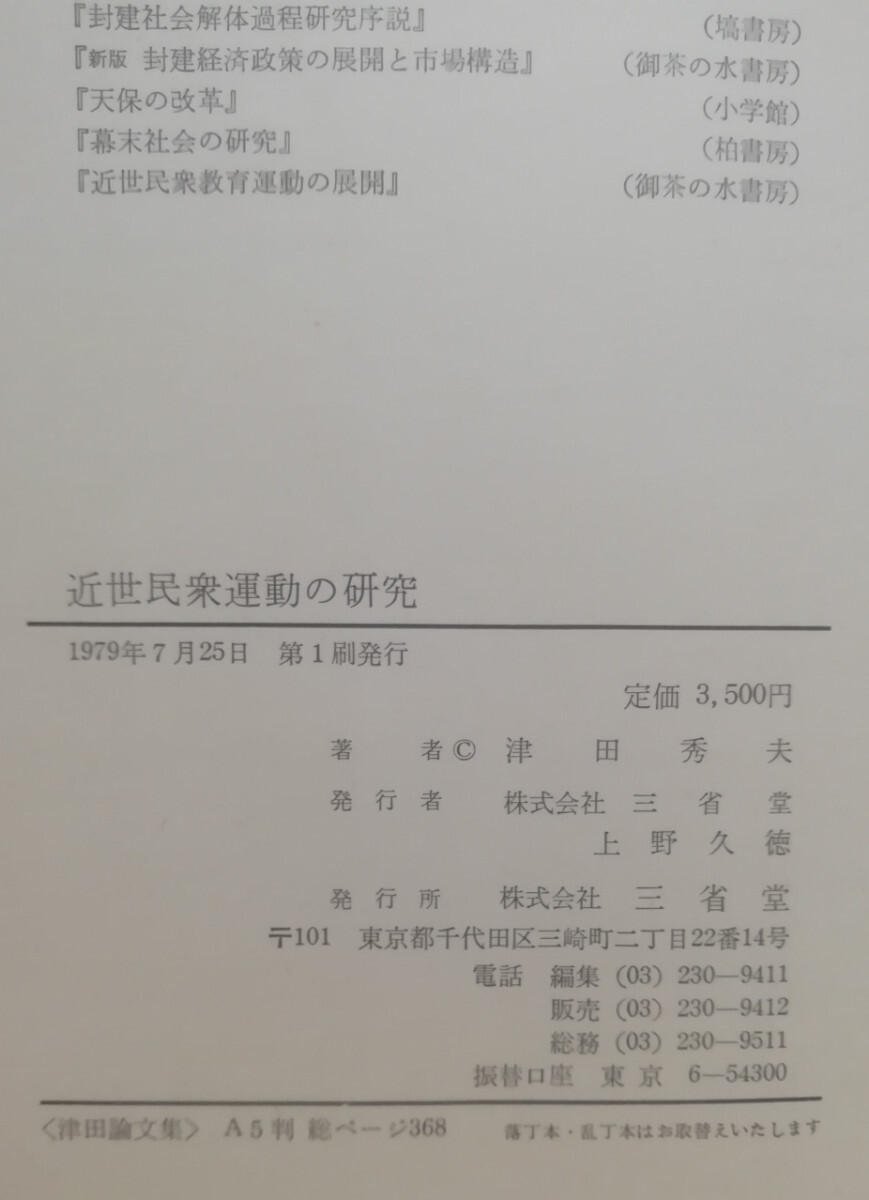 『封建社会解体過程研究序説』 (塙書房)
『新版 封建経済政策の展開と市場構造』 (御茶の水書房)
『天保の改革』 (小学館)
『幕末社会の研究』 (柏書房)
『近世民衆教育運動の展開』 (御茶の水書房)
近世民衆運動の研究
1979年7月25日 第1刷発行
定価 3,500円
著者© 津田秀夫
発行者 株式会社 三省堂
上野久徳
発行所 株式会社 三省堂
〒101 東京都千代田区三崎町二丁目22番14号
電話 編集 (03) 230—9411
販売 (03) 230—9412
総務 (03) 230—9511
振替口座 東京 6—54300
〈津田論文集〉 A5判 総ページ368 落丁本・乱丁本はお取替えいたします